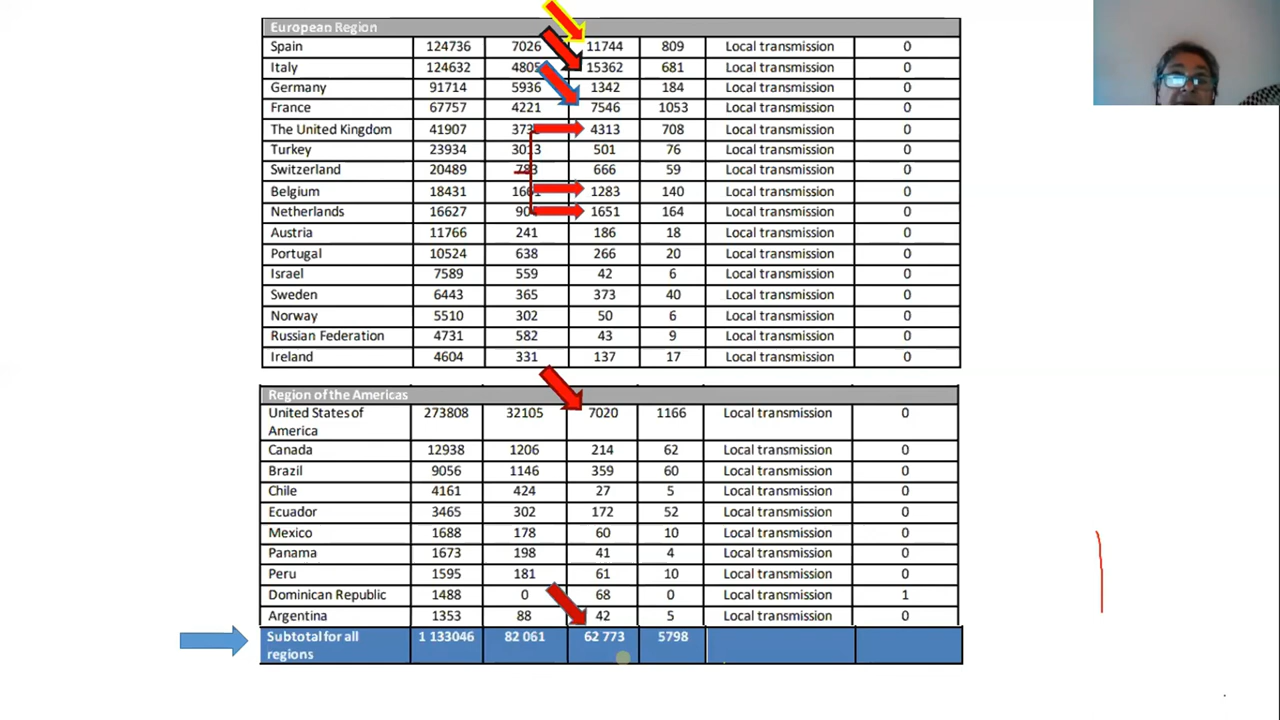 European Region
Spain 124736 7026 11744 809 Local transmission 0
Italy 124632 4805 15362 681 Local transmission 0
Germany 91714 5936 1342 184 Local transmission 0
France 67757 4221 7546 1053 Local transmission 0
The United Kingdom 41907 4313 708 Local transmission 0
Turkey 23934 3013 501 76 Local transmission 0
Switzerland 20489 783 666 59 Local transmission 0
Belgium 18431 1661 1283 140 Local transmission 0
Netherlands 16627 1651 164 Local transmission 0
Austria 11766 241 186 18 Local transmission 0
Portugal 10524 638 266 20 Local transmission 0
Israel 7589 559 42 6 Local transmission 0
Sweden 6443 365 373 40 Local transmission 0
Norway 5510 302 50 6 Local transmission 0
Russian Federation 4731 582 43 9 Local transmission 0
Ireland 4604 331 137 17 Local transmission 0
Region of the Americas
United States of 273808 32105 7020 1166 Local transmission 0
America
Canada 12938 1206 214 62 Local transmission 0
Brazil 9056 1146 359 60 Local transmission 0
Chile 4161 424 27 5 Local transmission 0
Ecuador 3465 302 172 52 Local transmission 0
Mexico 1688 178 60 10 Local transmission 0
Panama 1673 198 41 4 Local transmission 0
Peru 1595 181 61 10 Local transmission 0
Dominican Republic 1488 0 68 0 Local transmission 1
Argentina 1353 88 42 5 Local transmission 0
Subtotal for all 1 133046 82 061 62 773 5798
regions